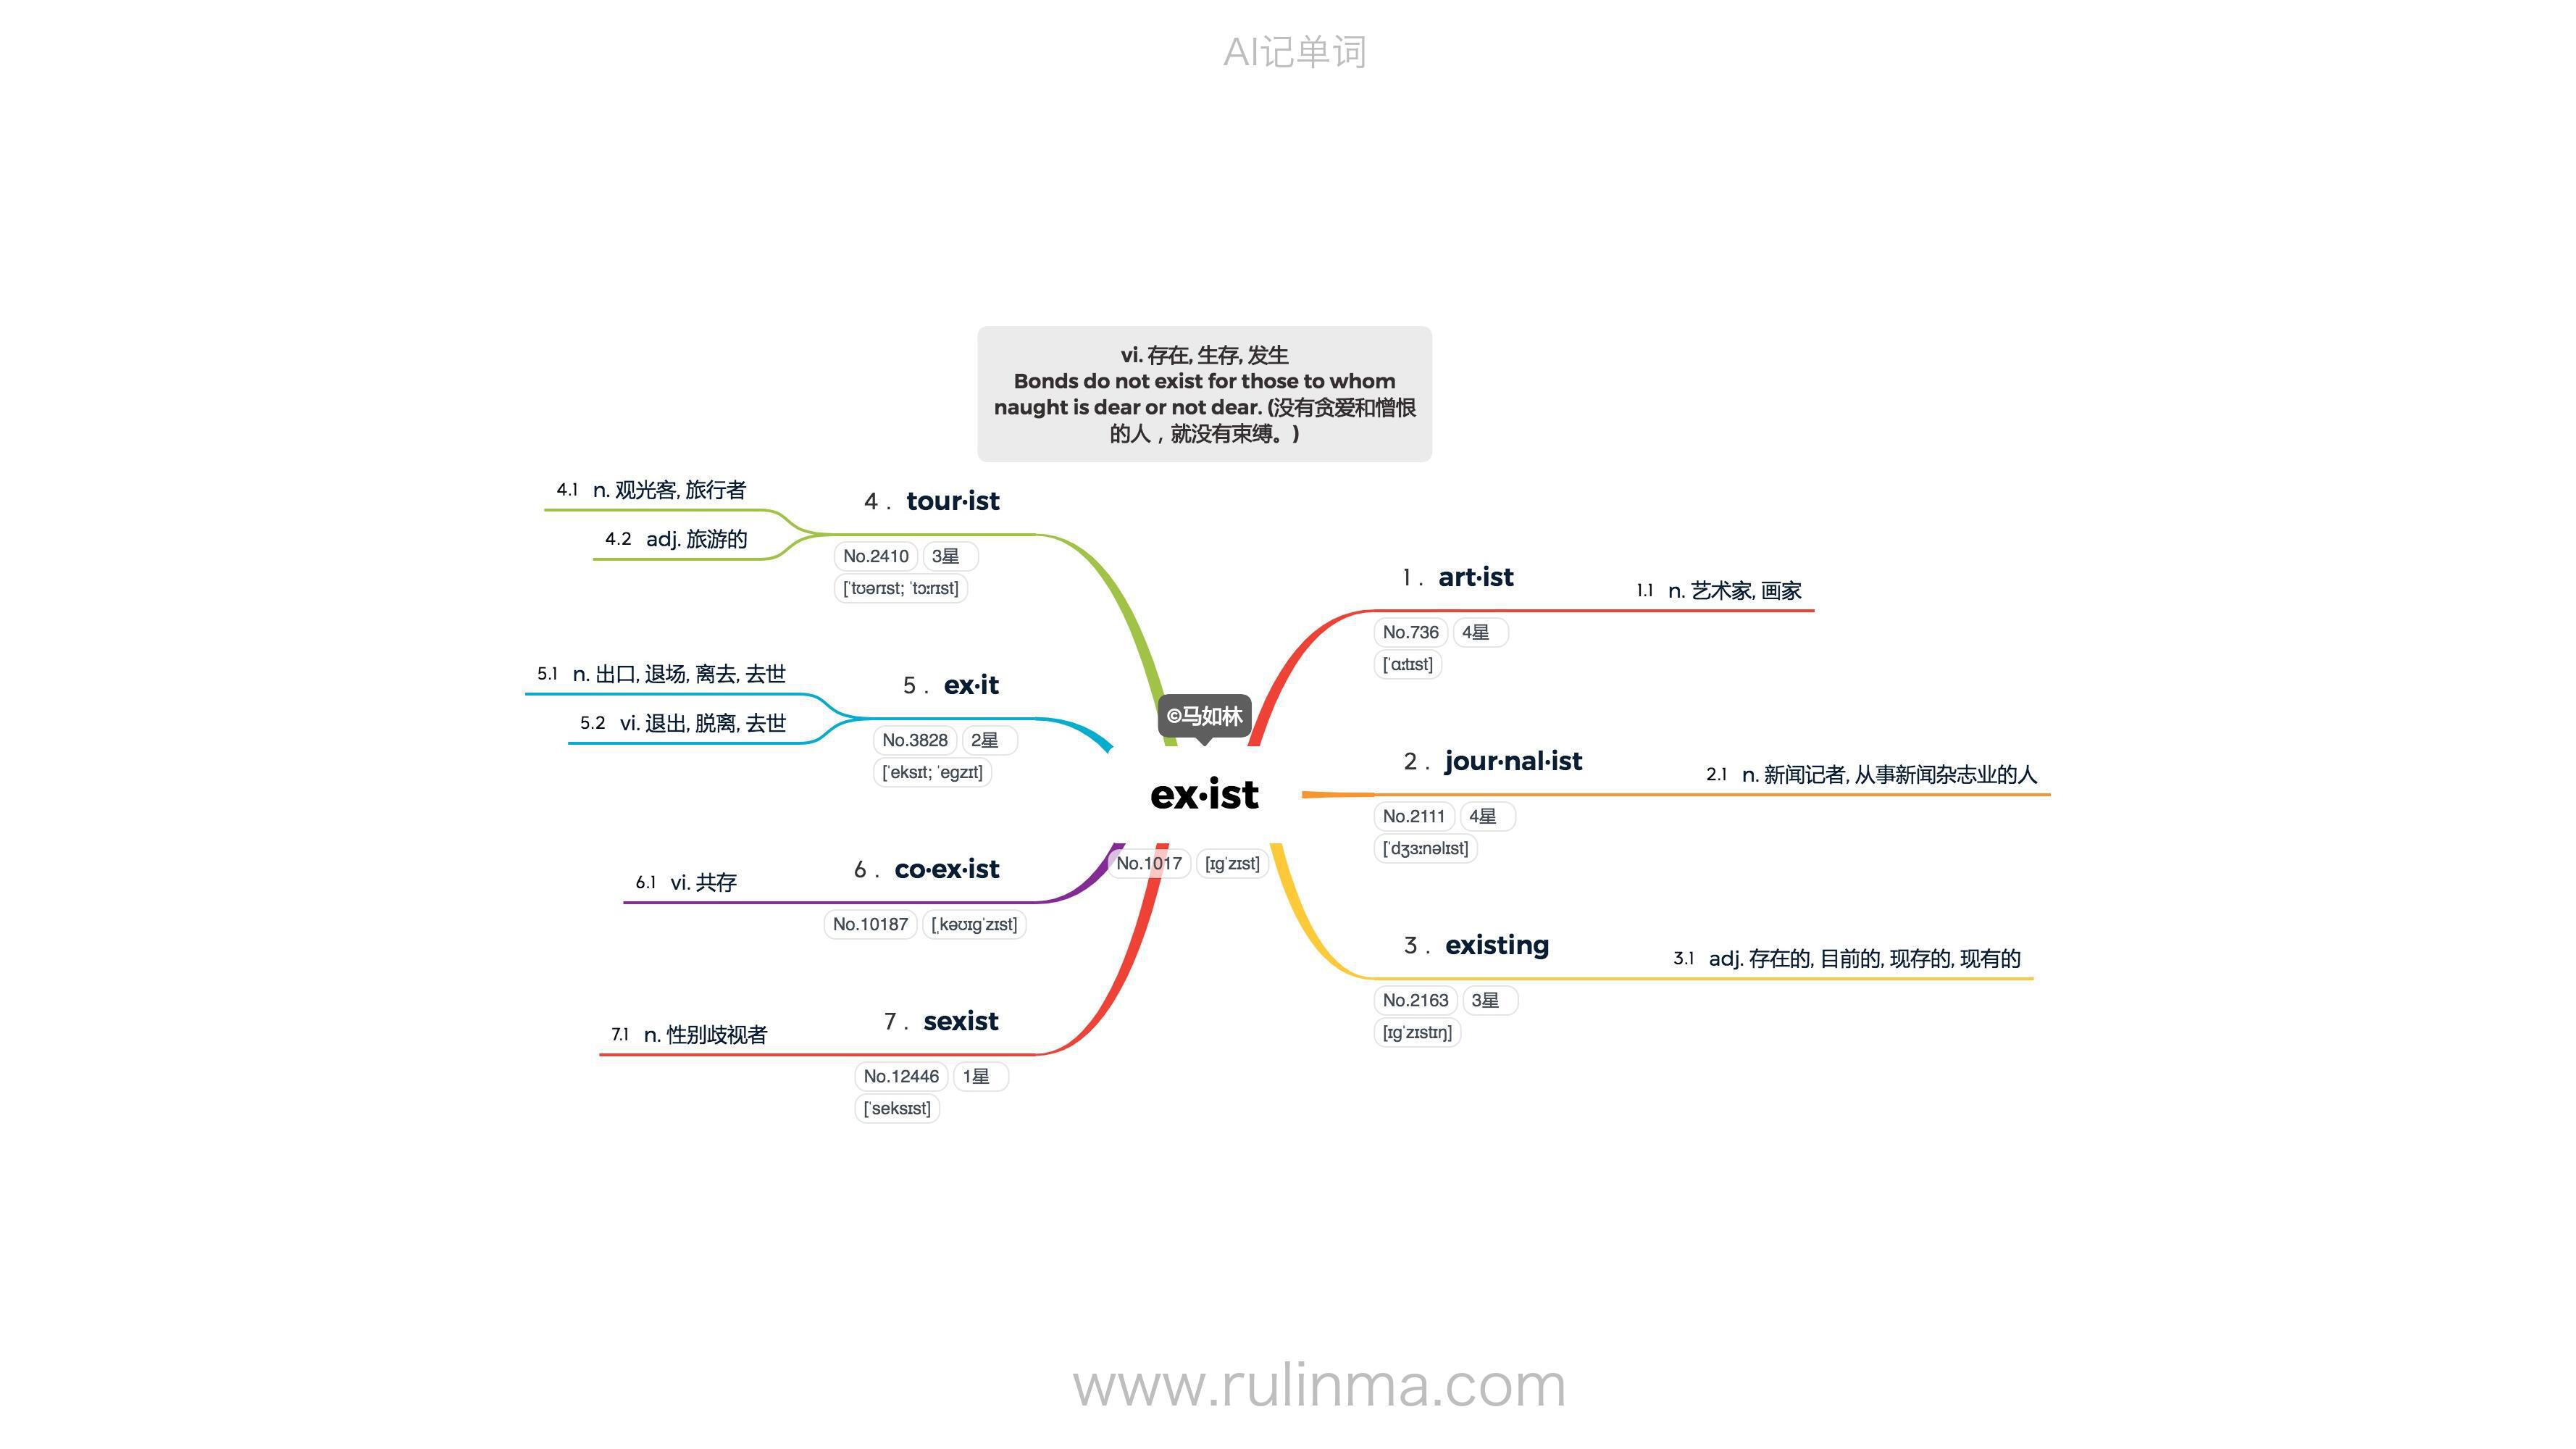 AI记单词
vi. 存在, 生存, 发生
Bonds do not exist for those to whom
naught is dear or not dear. (没有贪爱和憎恨
的人，就没有束缚。)
©马如林
ex·ist
No.1017 [ɪɡˈzɪst]
1. art·ist
No.736 4星
[ˈɑːtɪst]
1.1 n. 艺术家, 画家
2. jour·nal·ist
No.2111 4星
[ˈdʒɜːnəlɪst]
2.1 n. 新闻记者, 从事新闻杂志业的人
3. existing
No.2163 3星
[ɪɡˈzɪstɪŋ]
3.1 adj. 存在的, 目前的, 现存的, 现有的
4. tour·ist
No.2410 3星
[ˈtʊərɪst; ˈtɔːrɪst]
4.1 n. 观光客, 旅行者
4.2 adj. 旅游的
5. ex·it
No.3828 2星
[ˈeksɪt; ˈegzɪt]
5.1 n. 出口, 退场, 离去, 去世
5.2 vi. 退出, 脱离, 去世
6. co·ex·ist
No.10187 [ˌkəʊɪɡˈzɪst]
6.1 vi. 共存
7. sexist
No.12446 1星
[ˈseksɪst]
7.1 n. 性别歧视者
www.rulinma.com